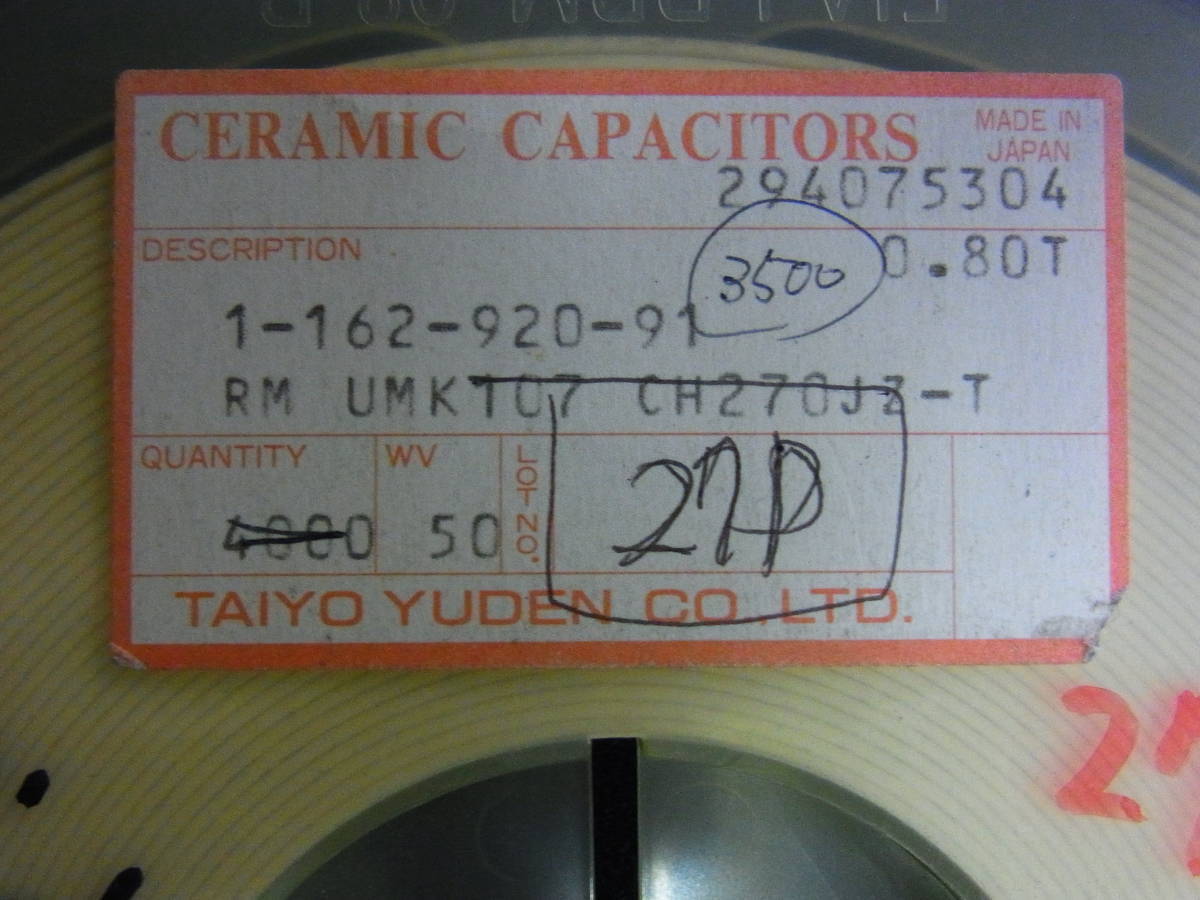 CERAMIC CAPACITORS
MADE IN
JAPAN
294075304
DESCRIPTION
0.80T
3500
1-162-920-91
RM UMK107 CH270JZ-T
QUANTITY
4000
WV
50
LOT NO.
27P
TAIYO YUDEN CO.,LTD.
27